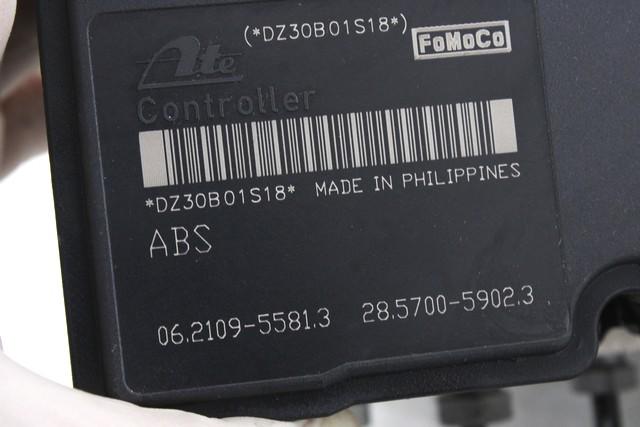 (*DZ30B01S18*) FoMoCo
Ate
Controller
*DZ30B01S18* MADE IN PHILIPPINES
ABS
06.2109-5581.3 28.5700-5902.3